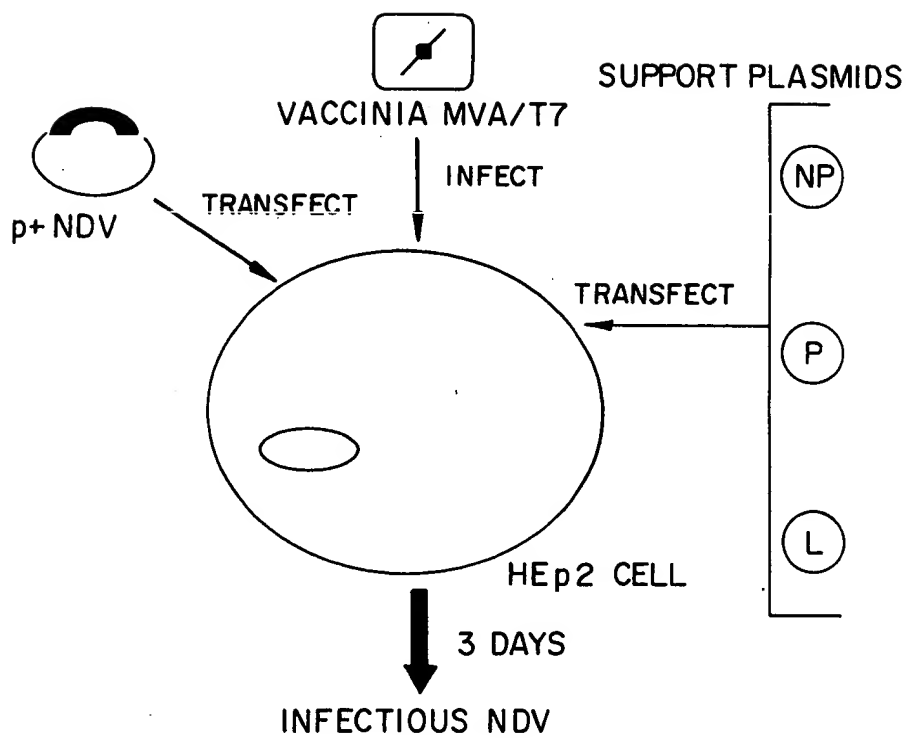 VACCINIA MVA/T7
SUPPORT PLASMIDS
p+ NDV
TRANSFECT
INFECT
NP
TRANSFECT
P
L
HEp2 CELL
3 DAYS
INFECTIOUS NDV